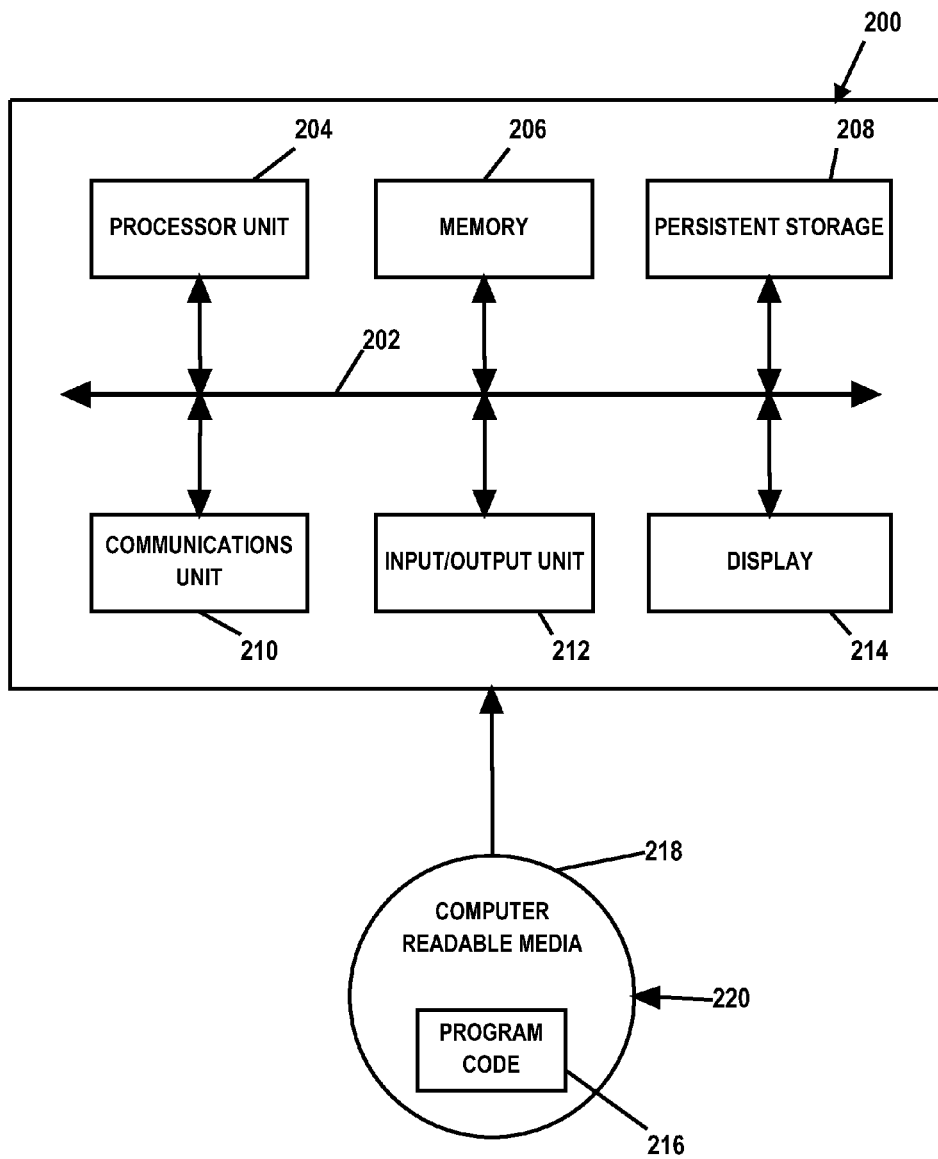 200
204
206
208
PROCESSOR UNIT
MEMORY
PERSISTENT STORAGE
202
COMMUNICATIONS
UNIT
INPUT/OUTPUT UNIT
DISPLAY
210
212
214
218
COMPUTER
READABLE MEDIA
220
PROGRAM
CODE
216